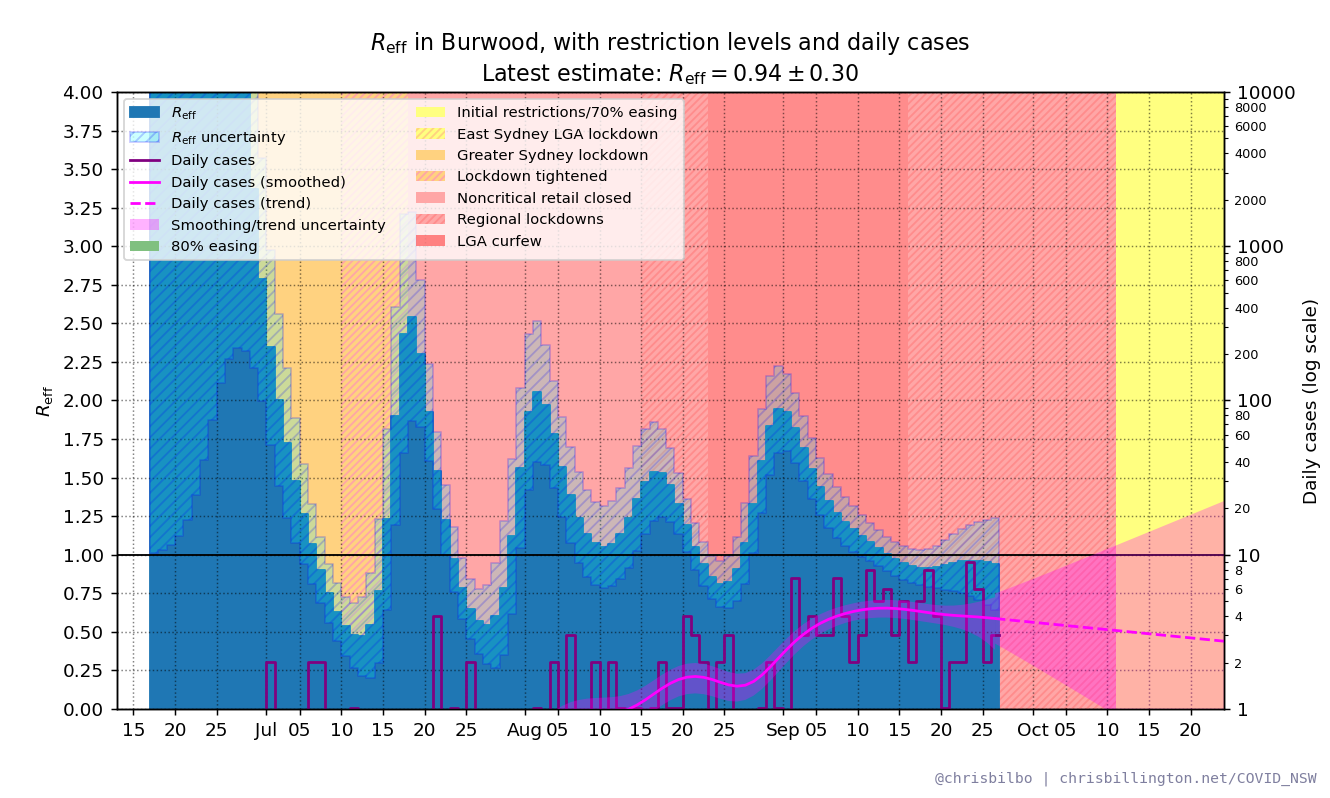 R_eff in Burwood, with restriction levels and daily cases
Latest estimate: R_eff = 0.94 ± 0.30
R_eff
R_eff uncertainty
Daily cases
Daily cases (smoothed)
Daily cases (trend)
Smoothing/trend uncertainty
80% easing
Initial restrictions/70% easing
East Sydney LGA lockdown
Greater Sydney lockdown
Lockdown tightened
Noncritical retail closed
Regional lockdowns
LGA curfew
R_eff
4.00
3.75
3.50
3.25
3.00
2.75
2.50
2.25
2.00
1.75
1.50
1.25
1.00
0.75
0.50
0.25
0.00
10000
8000
6000
4000
2000
1000
800
600
400
200
100
80
60
40
20
10
8
6
4
2
1
Daily cases (log scale)
15 20 25 Jul 05 10 15 20 25 Aug 05 10 15 20 25 Sep 05 10 15 20 25 Oct 05 10 15 20
@chrisbilbo | chrisbillington.net/COVID_NSW